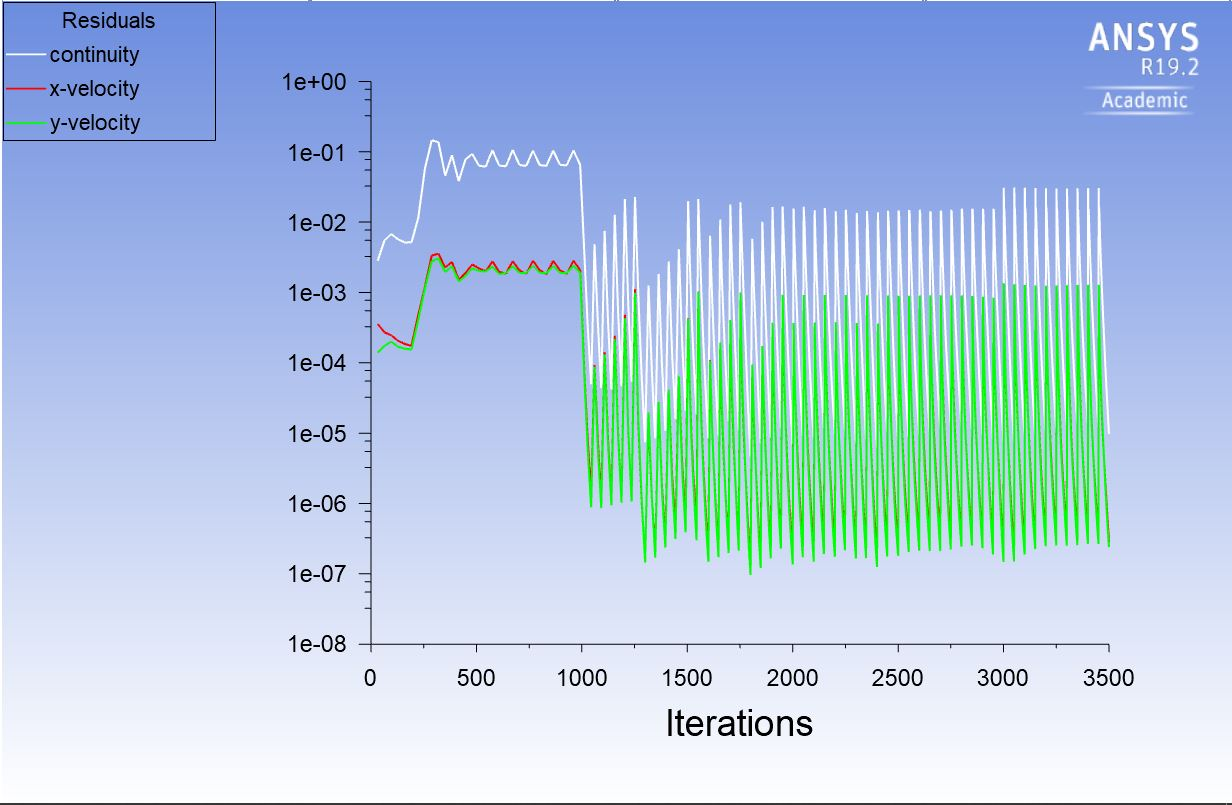 Residuals
continuity
x-velocity
y-velocity
ANSYS
R19.2
Academic
1e+00
1e-01
1e-02
1e-03
1e-04
1e-05
1e-06
1e-07
1e-08
0 500 1000 1500 2000 2500 3000 3500
Iterations